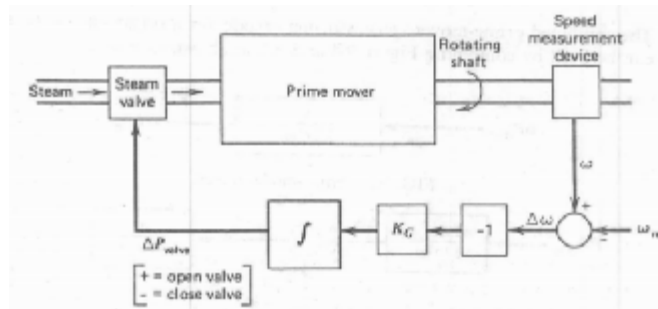 Speed
measurement
device
Rotating
shaft
Steam
Steam
valve
Prime mover
ω
+
-
Δω
-1
K_G
∫
ΔP_valve
+ = open valve
- = close valve